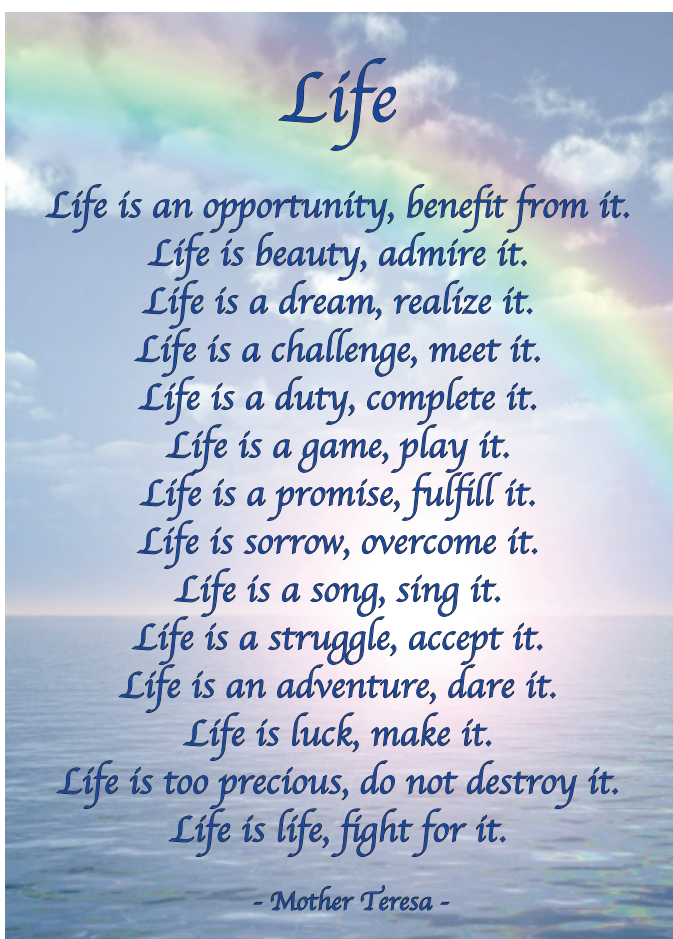 Life
Life is an opportunity, benefit from it.
Life is beauty, admire it.
Life is a dream, realize it.
Life is a challenge, meet it.
Life is a duty, complete it.
Life is a game, play it.
Life is a promise, fulfill it.
Life is sorrow, overcome it.
Life is a song, sing it.
Life is a struggle, accept it.
Life is an adventure, dare it.
Life is luck, make it.
Life is too precious, do not destroy it.
Life is life, fight for it.
- Mother Teresa -